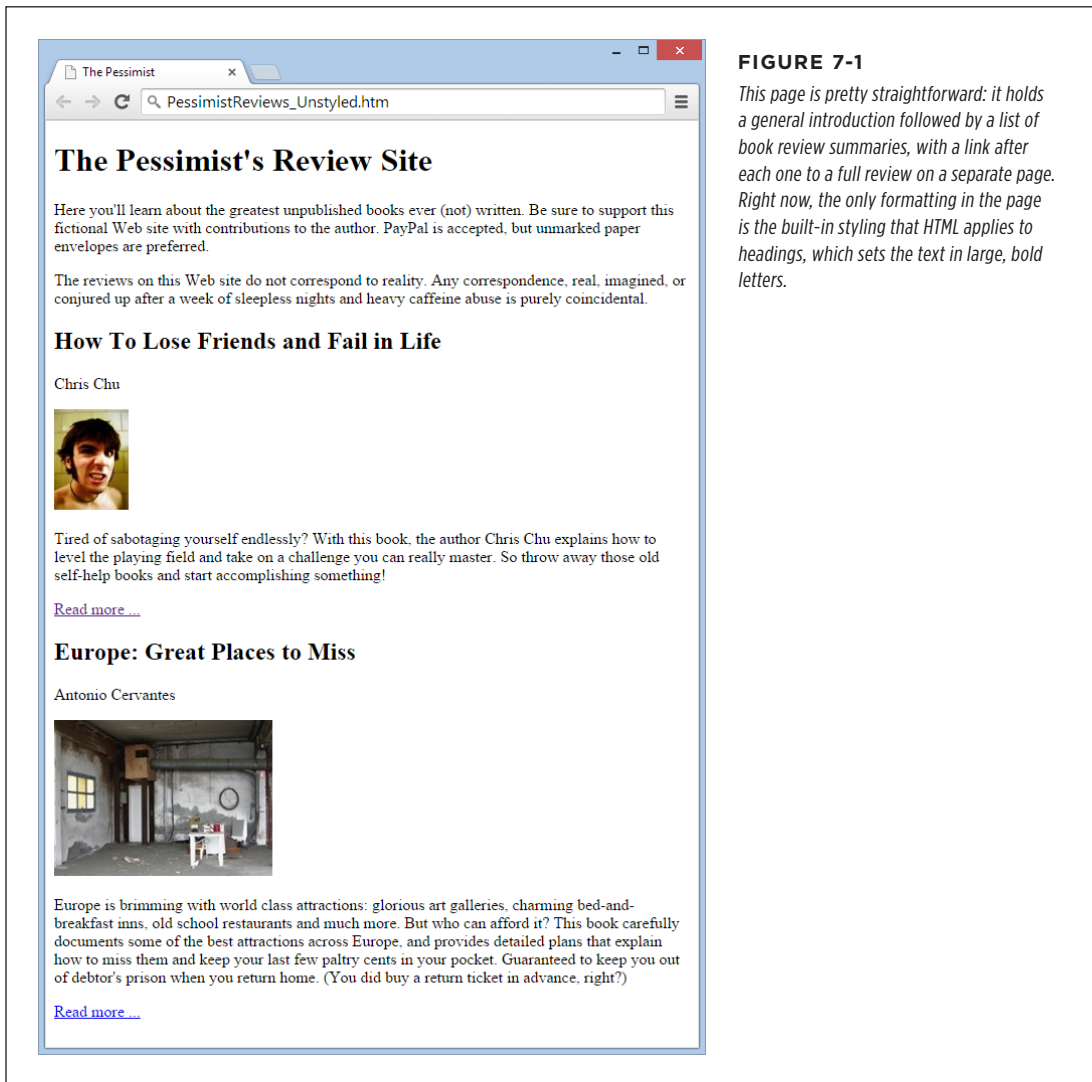 The Pessimist
PessimistReviews_Unstyled.htm
The Pessimist's Review Site
Here you'll learn about the greatest unpublished books ever (not) written. Be sure to support this
fictional Web site with contributions to the author. PayPal is accepted, but unmarked paper
envelopes are preferred.
The reviews on this Web site do not correspond to reality. Any correspondence, real, imagined, or
conjured up after a week of sleepless nights and heavy caffeine abuse is purely coincidental.
How To Lose Friends and Fail in Life
Chris Chu
Tired of sabotaging yourself endlessly? With this book, the author Chris Chu explains how to
level the playing field and take on a challenge you can really master. So throw away those old
self-help books and start accomplishing something!
Read more ...
Europe: Great Places to Miss
Antonio Cervantes
Europe is brimming with world class attractions: glorious art galleries, charming bed-and-
breakfast inns, old school restaurants and much more. But who can afford it? This book carefully
documents some of the best attractions across Europe, and provides detailed plans that explain
how to miss them and keep your last few paltry cents in your pocket. Guaranteed to keep you out
of debtor's prison when you return home. (You did buy a return ticket in advance, right?)
Read more ...
FIGURE 7-1
This page is pretty straightforward: it holds
a general introduction followed by a list of
book review summaries, with a link after
each one to a full review on a separate page.
Right now, the only formatting in the page
is the built-in styling that HTML applies to
headings, which sets the text in large, bold
letters.